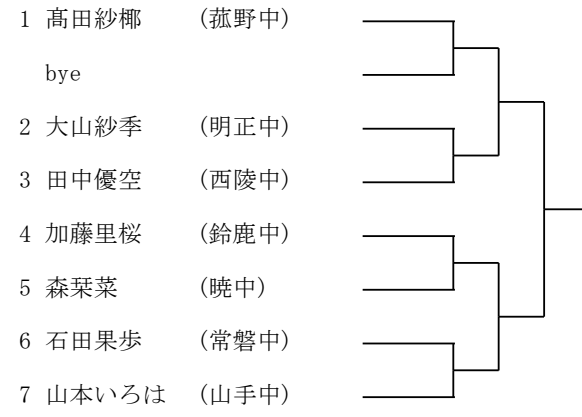 1 髙田紗椰 (菰野中)
bye
2 大山紗季 (明正中)
3 田中優空 (西陵中)
4 加藤里桜 (鈴鹿中)
5 森栞菜 (暁中)
6 石田果歩 (常磐中)
7 山本いろは (山手中)